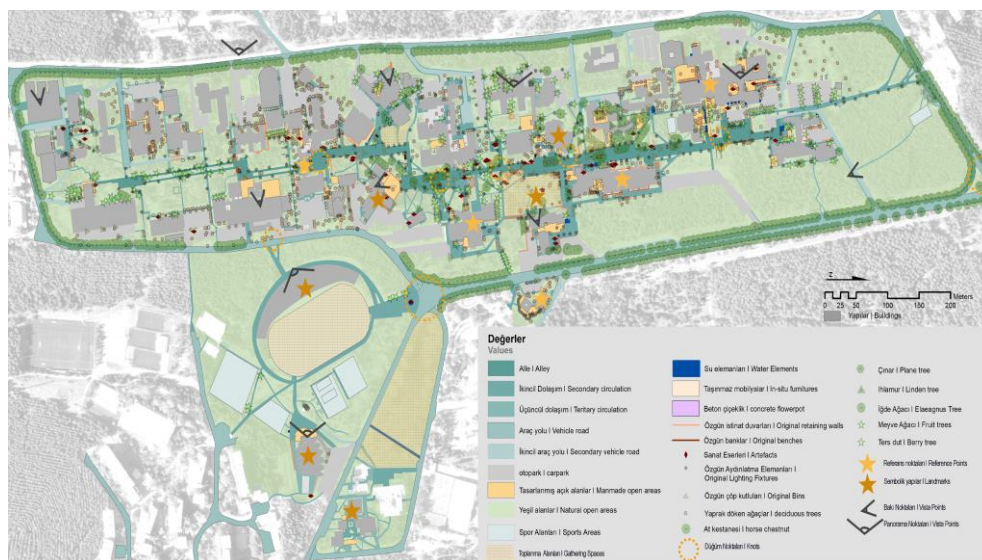 z
0 25 50 100 150 200 Meters
Yapılar | Buildings
Değerler
Values
Alle I Alley
İkincil Dolaşım I Secondary circulation
Üçüncül dolaşım I Teritary circulation
Araç yolu I Vehicle road
İkincil araç yolu I Secondary vehicle road
otopark I carpark
Tasarlanmış açık alanlar I Manmade open areas
Yeşil alanlar I Natural open areas
Spor Alanları I Sports Areas
Toplanma Alanları I Gathering Spaces
Su elemanları I Water Elements
Taşınmaz mobilyalar I In-situ furnitures
Beton çiçeklik I concrete flowerpot
Özgün istinat duvarları I Original retaining walls
Özgün banklar I Original benches
Sanat Eserleri I Artefacts
Özgün Aydınlatma Elemanları I
Original Lighting Fixtures
Özgün çöp kutluları I Original Bins
Yaprak döken ağaçlar I deciduous trees
At kestanesi I horse chestnut
Düğüm Noktaları I Knots
Çınar I Plane tree
Ihlamur I Linden tree
İğde Ağacı I Elaeagnus Tree
Meyve Ağacı I Fruit trees
Ters dut I Berry tree
Referans noktaları I Reference Points
Sembolik yapılar I Landmarks
Bakı Noktaları I Vista Points
Panorama Noktaları I Vista Points